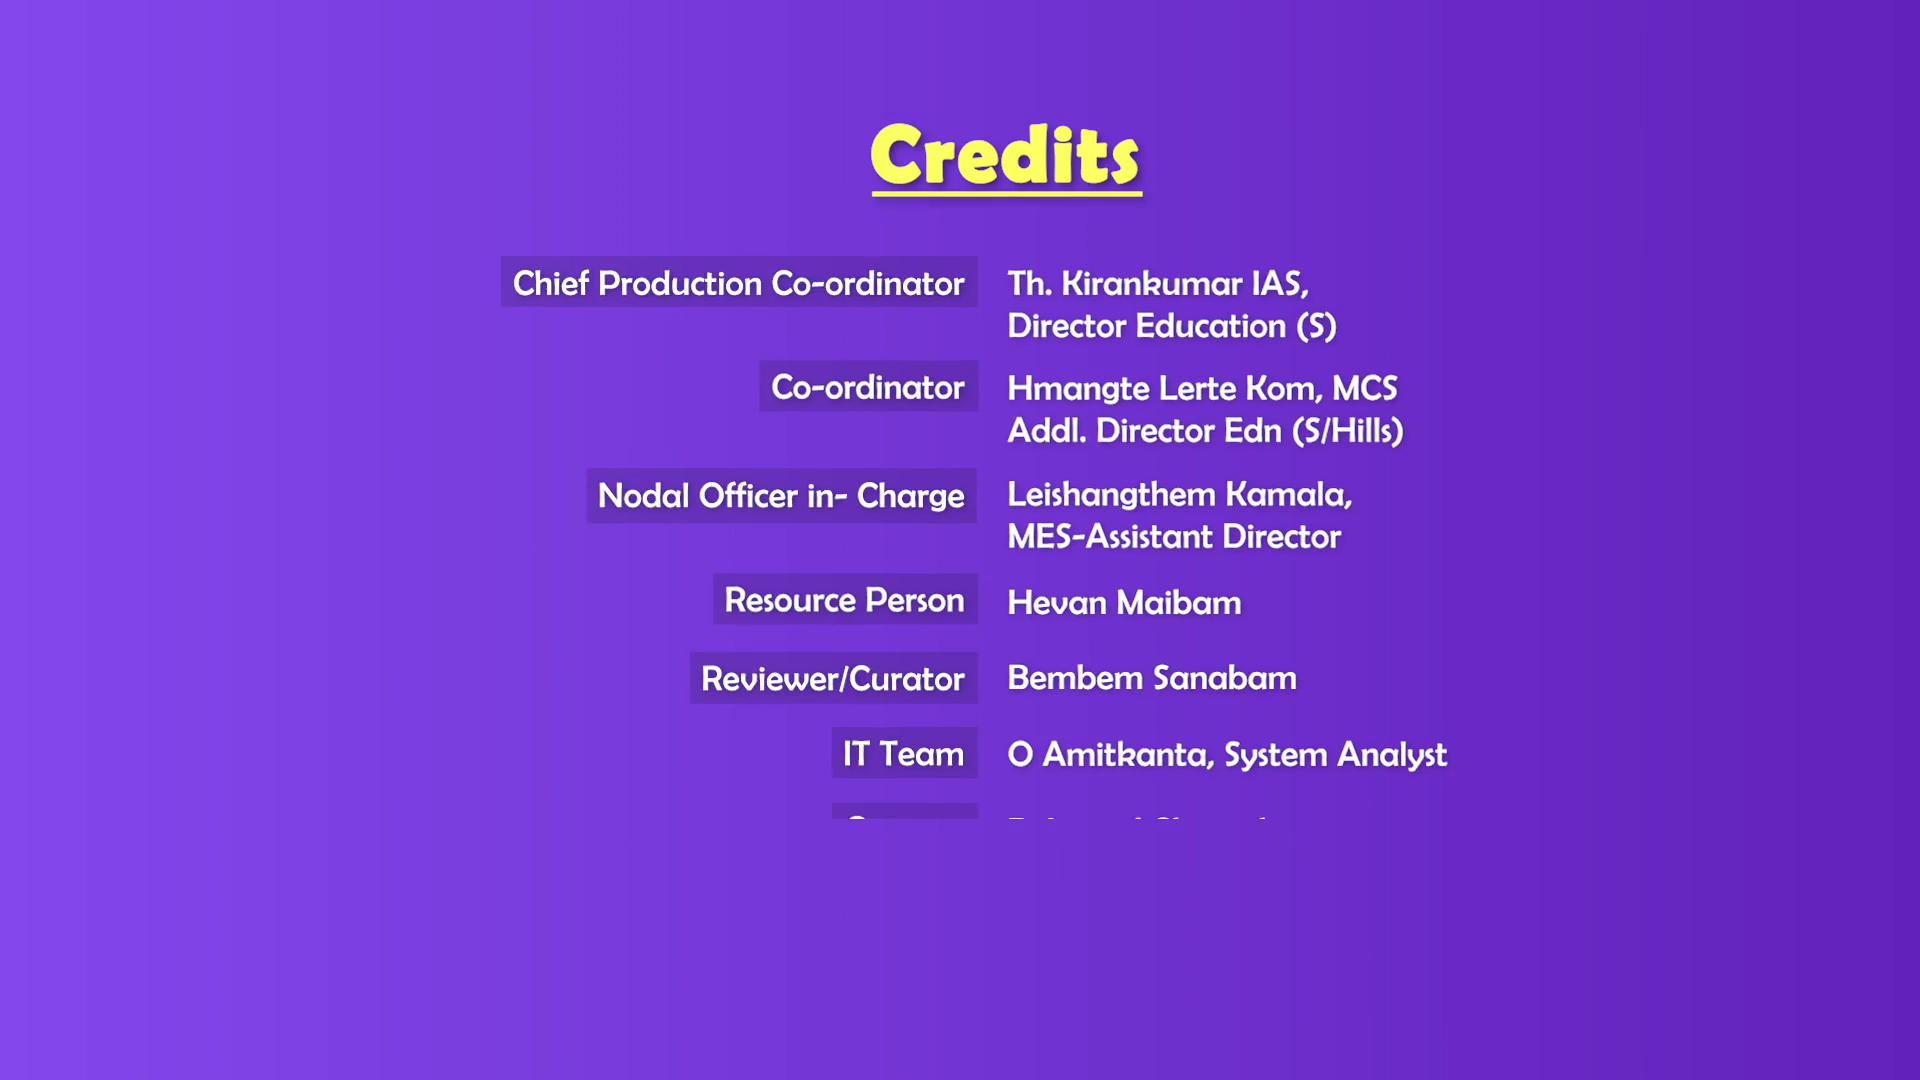 Credits
Chief Production Co-ordinator Th. Kirankumar IAS,
Director Education (S)
Co-ordinator Hmangte Lerte Kom, MCS
Addl. Director Edn (S/Hills)
Nodal Officer in- Charge Leishangthem Kamala,
MES-Assistant Director
Resource Person Hevan Maibam
Reviewer/Curator Bembem Sanabam
IT Team O Amitkanta, System Analyst